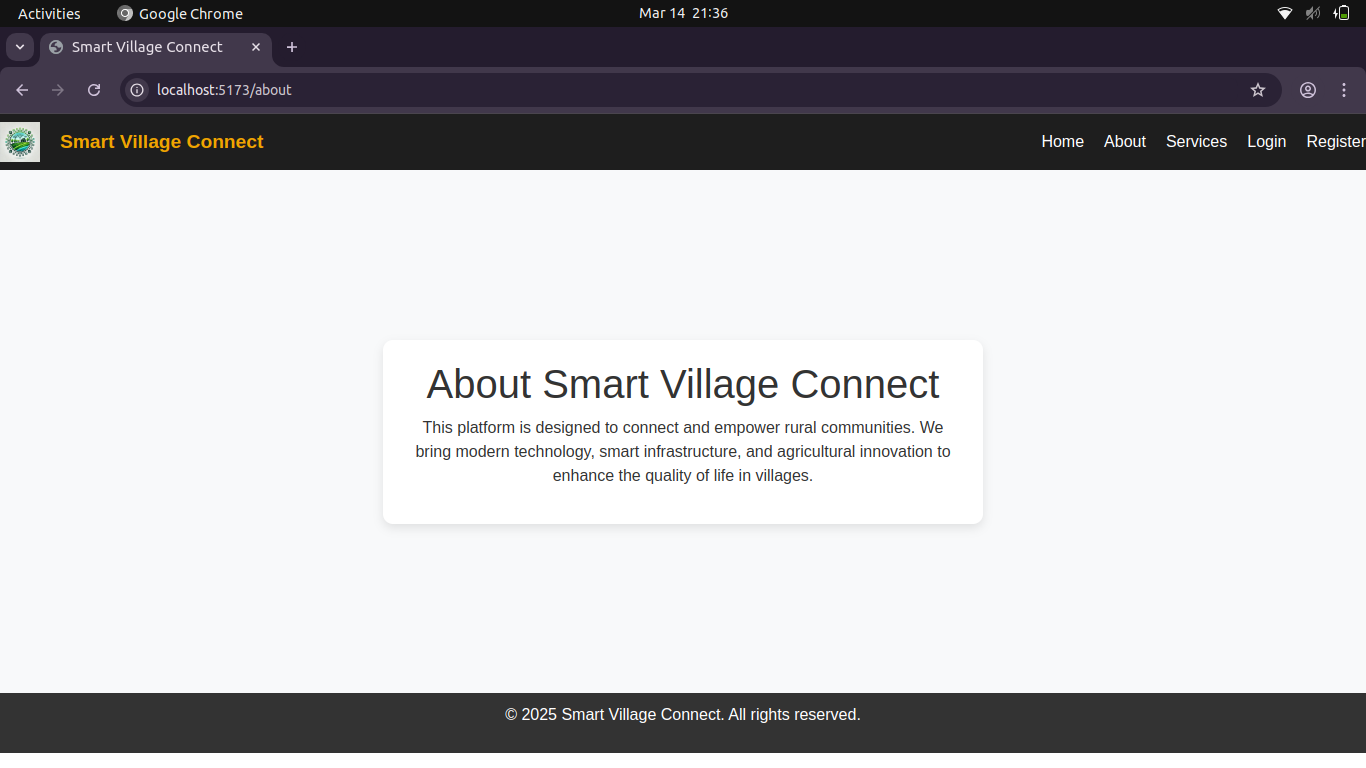 Activities Google Chrome Mar 14 21:36
Smart Village Connect
localhost:5173/about
Smart Village Connect Home About Services Login Register
About Smart Village Connect
This platform is designed to connect and empower rural communities. We
bring modern technology, smart infrastructure, and agricultural innovation to
enhance the quality of life in villages.
© 2025 Smart Village Connect. All rights reserved.